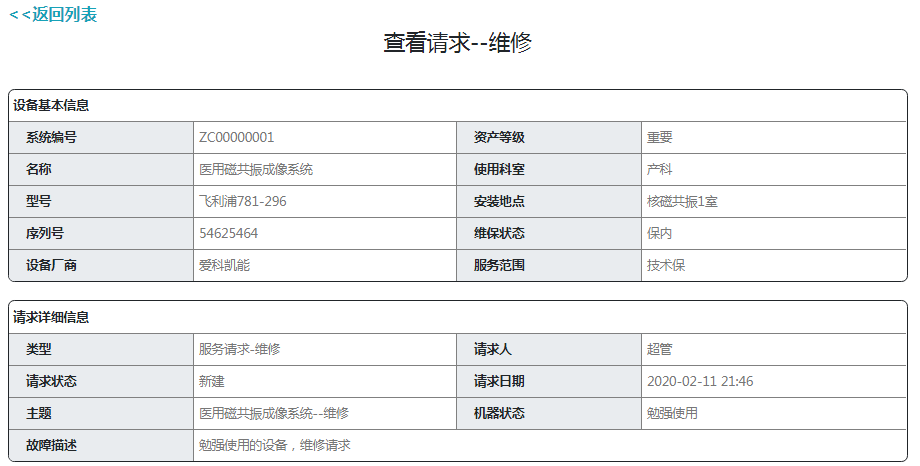 <<返回列表
查看请求--维修
设备基本信息
系统编号 ZC00000001 资产等级 重要
名称 医用磁共振成像系统 使用科室 产科
型号 飞利浦781-296 安装地点 核磁共振1室
序列号 54625464 维保状态 保内
设备厂商 爱科凯能 服务范围 技术保
请求详细信息
类型 服务请求-维修 请求人 超管
请求状态 新建 请求日期 2020-02-11 21:46
主题 医用磁共振成像系统--维修 机器状态 勉强使用
故障描述 勉强使用的设备，维修请求